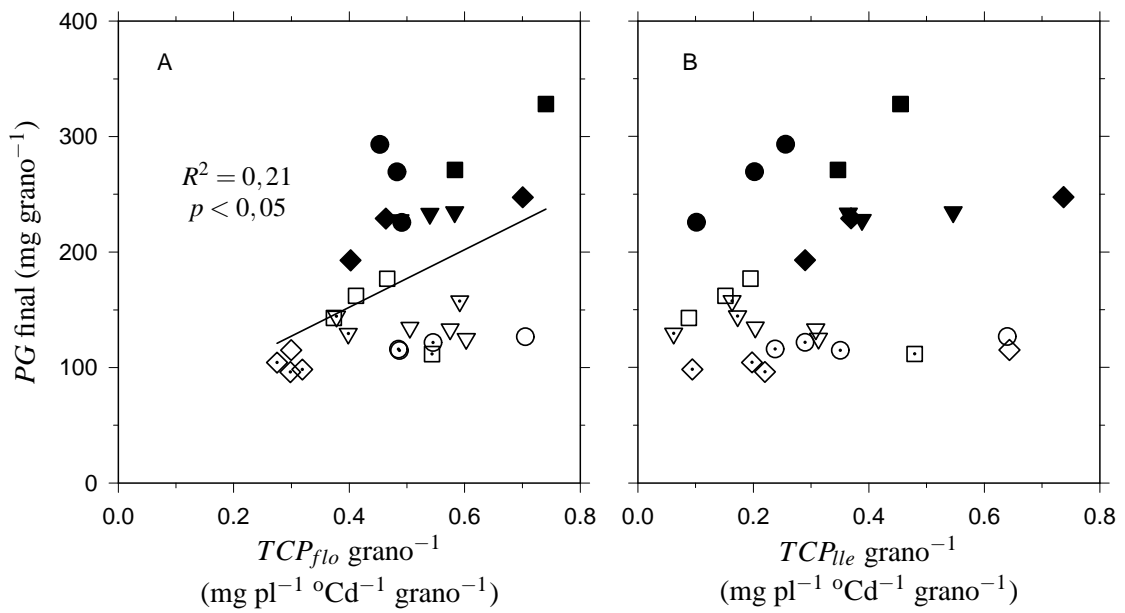 400
300
200
100
0
PG final (mg grano⁻¹)
A
R² = 0,21
p < 0,05
0.0 0.2 0.4 0.6 0.8
TCP_flo grano⁻¹
(mg pl⁻¹ ºCd⁻¹ grano⁻¹)
B
0.0 0.2 0.4 0.6 0.8
TCP_lle grano⁻¹
(mg pl⁻¹ ºCd⁻¹ grano⁻¹)